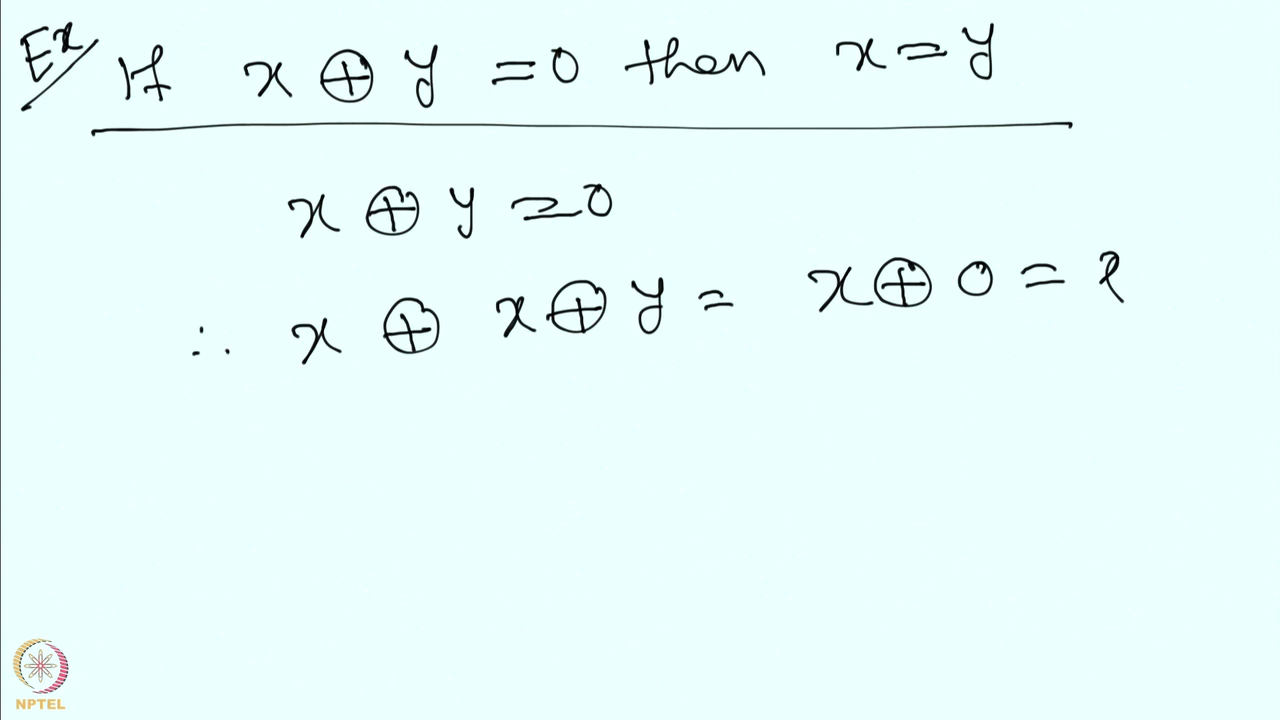 Ex/ If x ⊕ y = 0 then x = y
x ⊕ y = 0
∴ x ⊕ x ⊕ y = x ⊕ 0 =
NPTEL